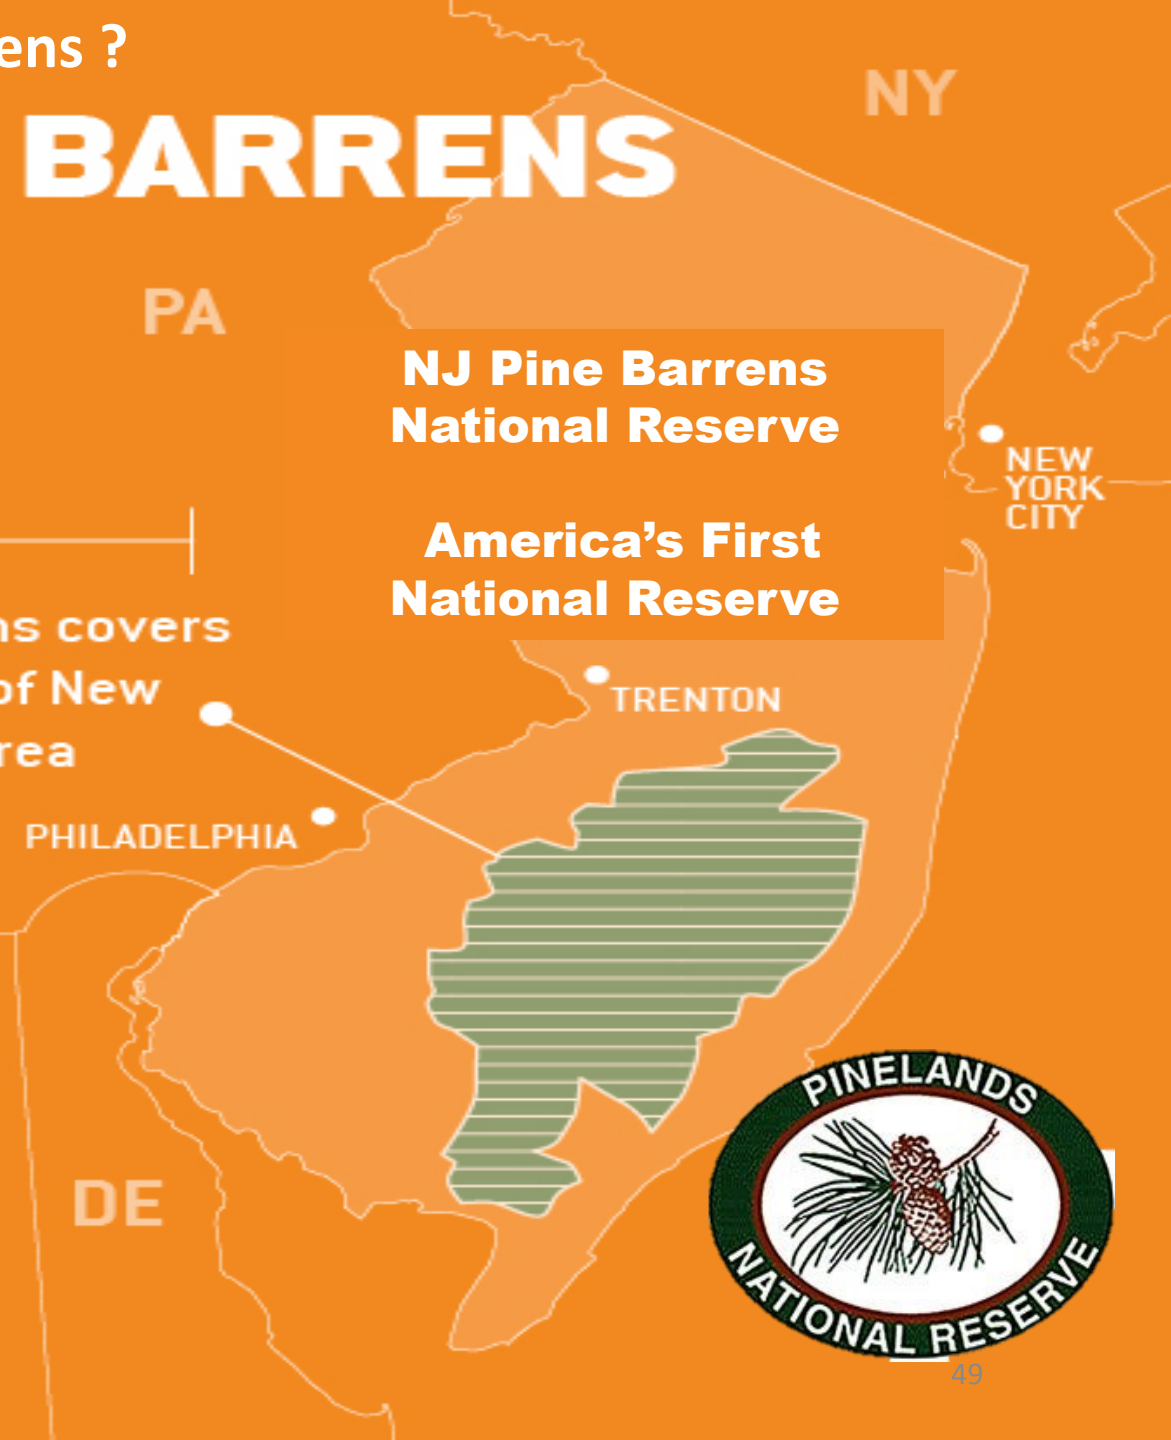 ens ?
BARRENS
NY
PA
NJ Pine Barrens
National Reserve
America’s First
National Reserve
NEW
YORK
CITY
ns covers
of New
rea
TRENTON
PHILADELPHIA
DE
PINELANDS
NATIONAL RESERVE
49